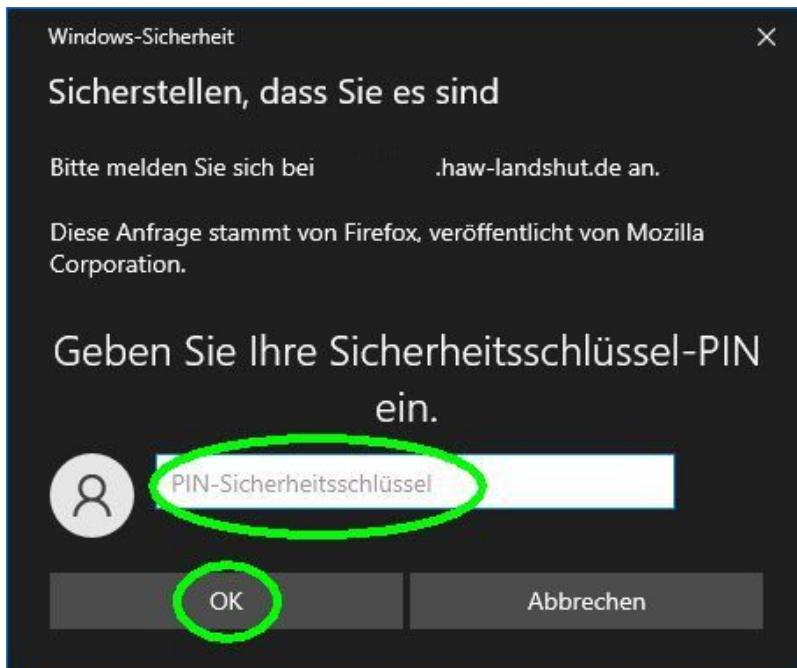 Windows-Sicherheit
Sicherstellen, dass Sie es sind
Bitte melden Sie sich bei .haw-landshut.de an.
Diese Anfrage stammt von Firefox, veröffentlicht von Mozilla
Corporation.
Geben Sie Ihre Sicherheitsschlüssel-PIN
ein.
PIN-Sicherheitsschlüssel
OK Abbrechen